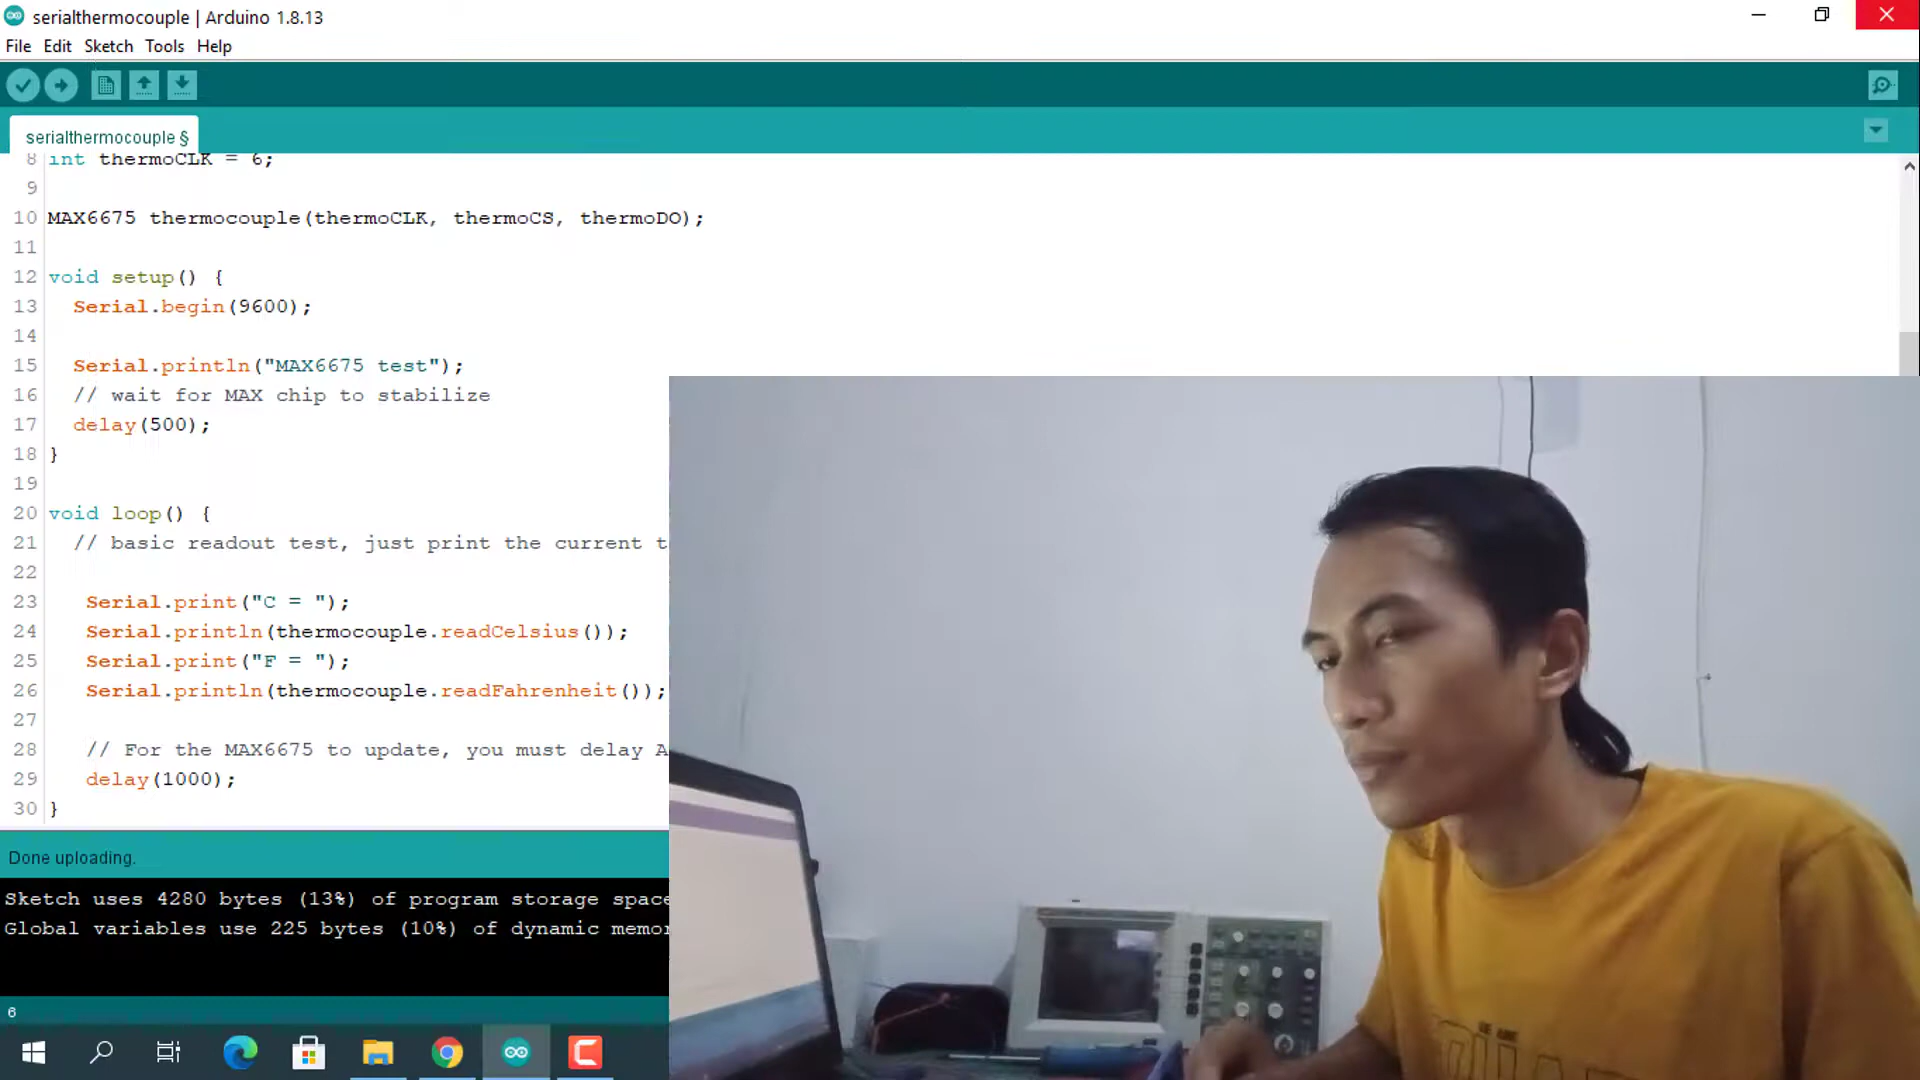 serialthermocouple | Arduino 1.8.13
File Edit Sketch Tools Help
serialthermocouple §
8 int thermoCLK = 6;
9
10 MAX6675 thermocouple(thermoCLK, thermoCS, thermoDO);
11
12 void setup() {
13 Serial.begin(9600);
14
15 Serial.println("MAX6675 test");
16 // wait for MAX chip to stabilize
17 delay(500);
18 }
19
20 void loop() {
21 // basic readout test, just print the current t
22
23 Serial.print("C = ");
24 Serial.println(thermocouple.readCelsius());
25 Serial.print("F = ");
26 Serial.println(thermocouple.readFahrenheit());
27
28 // For the MAX6675 to update, you must delay A
29 delay(1000);
30 }
Done uploading.
Sketch uses 4280 bytes (13%) of program storage space
Global variables use 225 bytes (10%) of dynamic memor
6